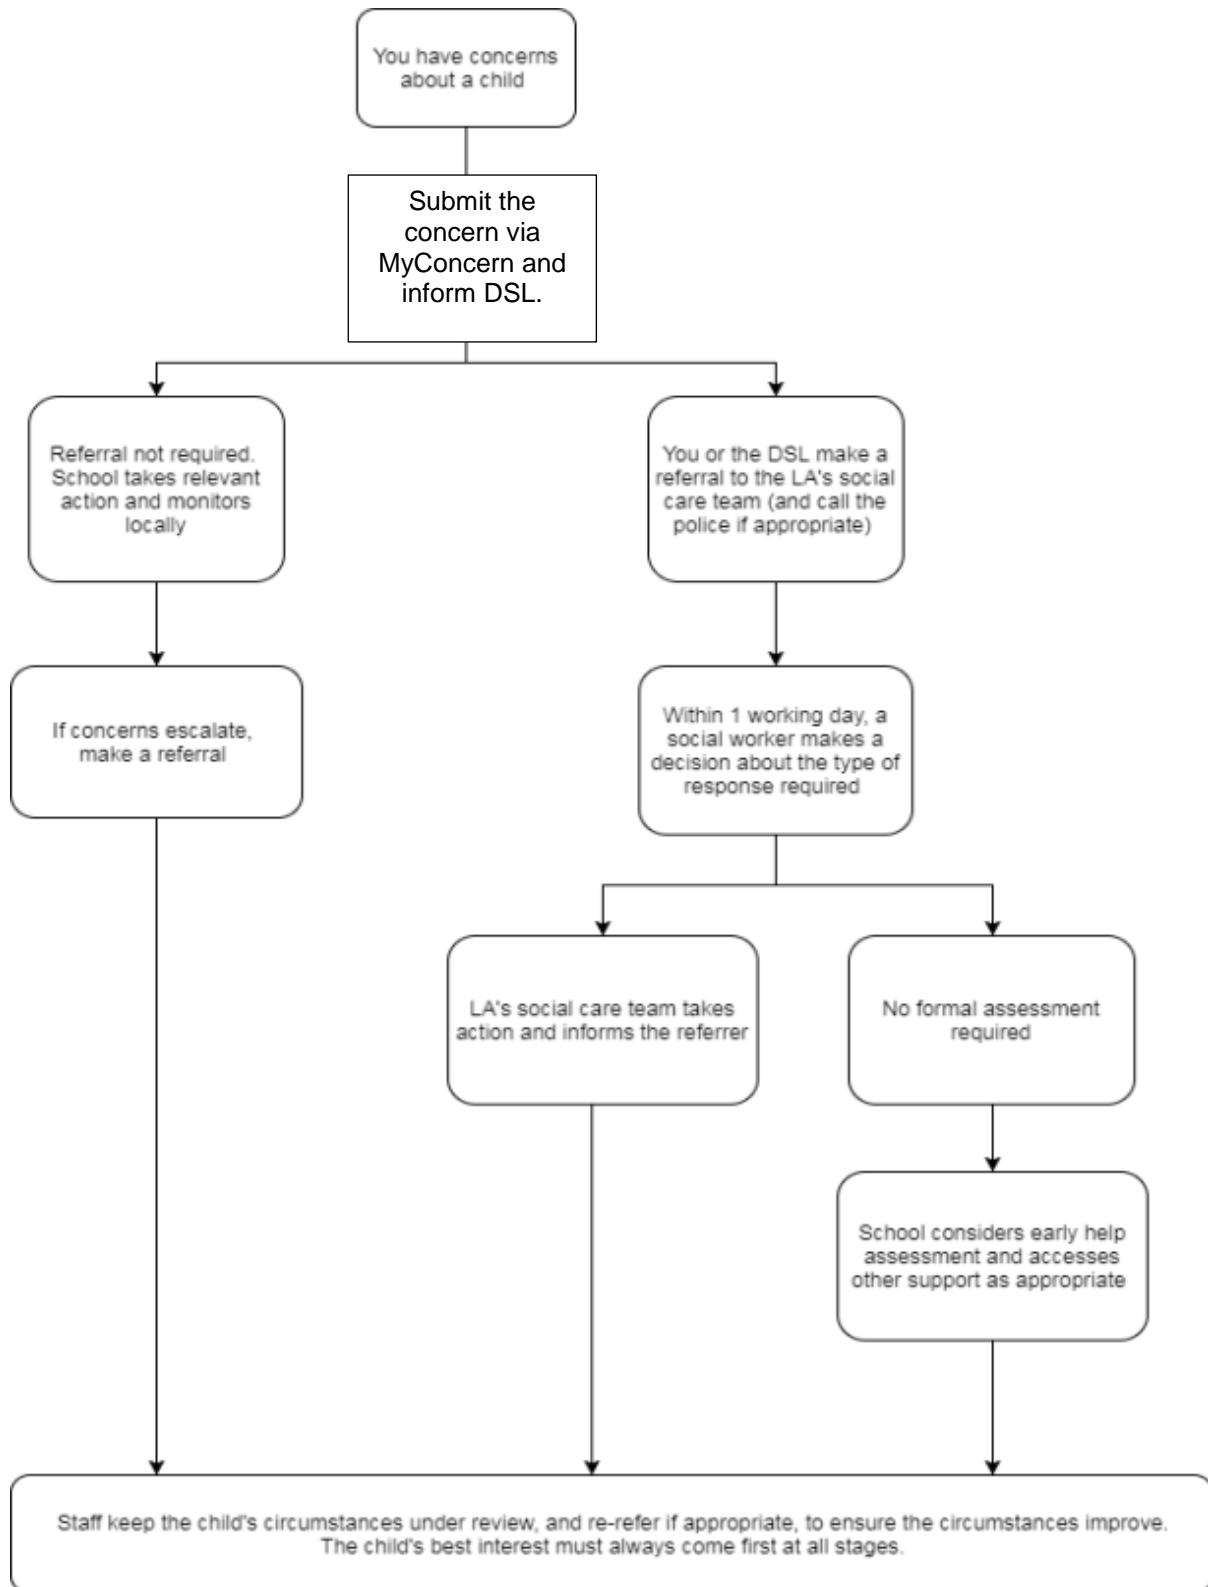 You have concerns
about a child
Submit the
concern via
MyConcern and
inform DSL.
Referral not required.
School takes relevant
action and monitors
locally
You or the DSL make a
referral to the LA's social
care team (and call the
police if appropriate)
If concerns escalate,
make a referral
Within 1 working day, a
social worker makes a
decision about the type of
response required
LA's social care team takes
action and informs the referrer
No formal assessment
required
School considers early help
assessment and accesses
other support as appropriate
Staff keep the child's circumstances under review, and re-refer if appropriate, to ensure the circumstances improve.
The child's best interest must always come first at all stages.